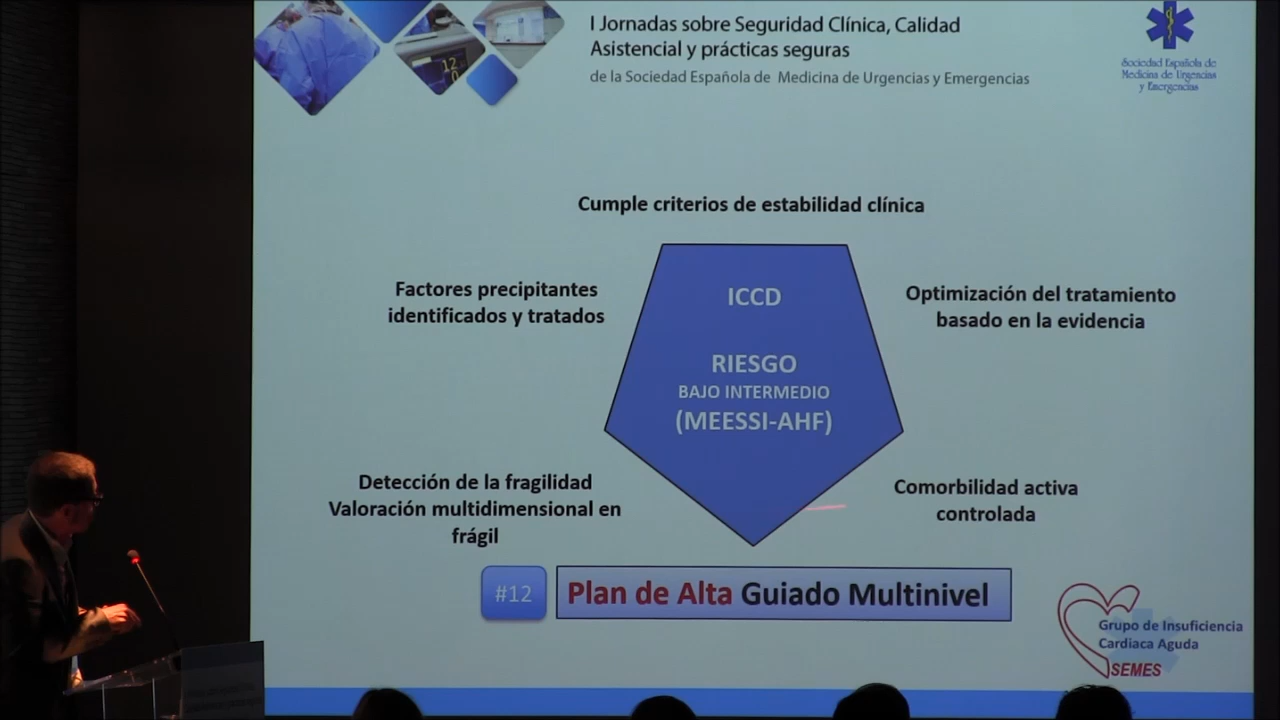 I Jornadas sobre Seguridad Clínica, Calidad
Asistencial y prácticas seguras
de la Sociedad Española de Medicina de Urgencias y Emergencias
Sociedad Española de
Medicina de Urgencias
y Emergencias
12
0
Cumple criterios de estabilidad clínica
Factores precipitantes
identificados y tratados
ICCD
RIESGO
BAJO INTERMEDIO
(MEESSI-AHF)
Optimización del tratamiento
basado en la evidencia
Detección de la fragilidad
Valoración multidimensional en
frágil
Comorbilidad activa
controlada
#12
Plan de Alta Guiado Multinivel
Grupo de Insuficiencia
Cardiaca Aguda
SEMES